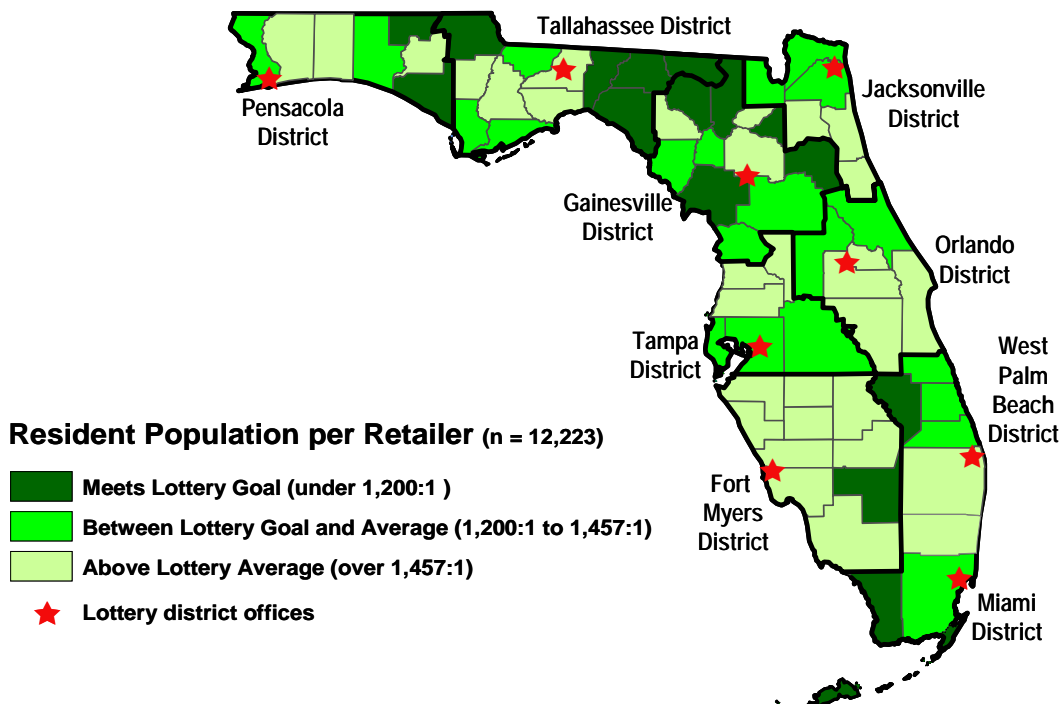 Tallahassee District
Pensacola
District
Jacksonville
District
Gainesville
District
Orlando
District
Tampa
District
West
Palm
Beach
District
Fort
Myers
District
Miami
District
Resident Population per Retailer (n = 12,223)
Meets Lottery Goal (under 1,200:1 )
Between Lottery Goal and Average (1,200:1 to 1,457:1)
Above Lottery Average (over 1,457:1)
Lottery district offices